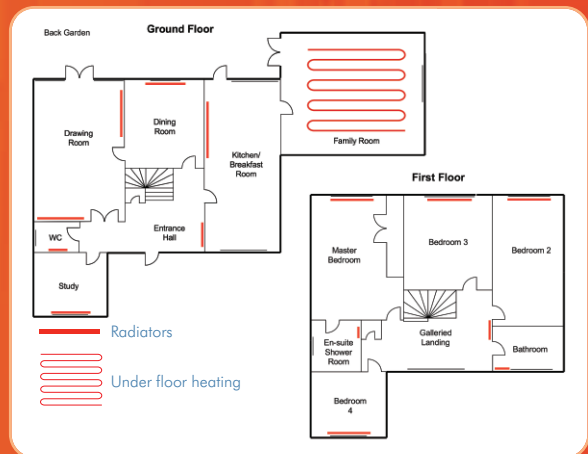 Back Garden
Ground Floor
Drawing
Room
Dining
Room
Kitchen/
Breakfast
Room
Family Room
WC
Entrance
Hall
Study
Radiators
Under floor heating
First Floor
Master
Bedroom
Bedroom 3
Bedroom 2
En-suite
Shower
Room
Galleried
Landing
Bathroom
Bedroom
4